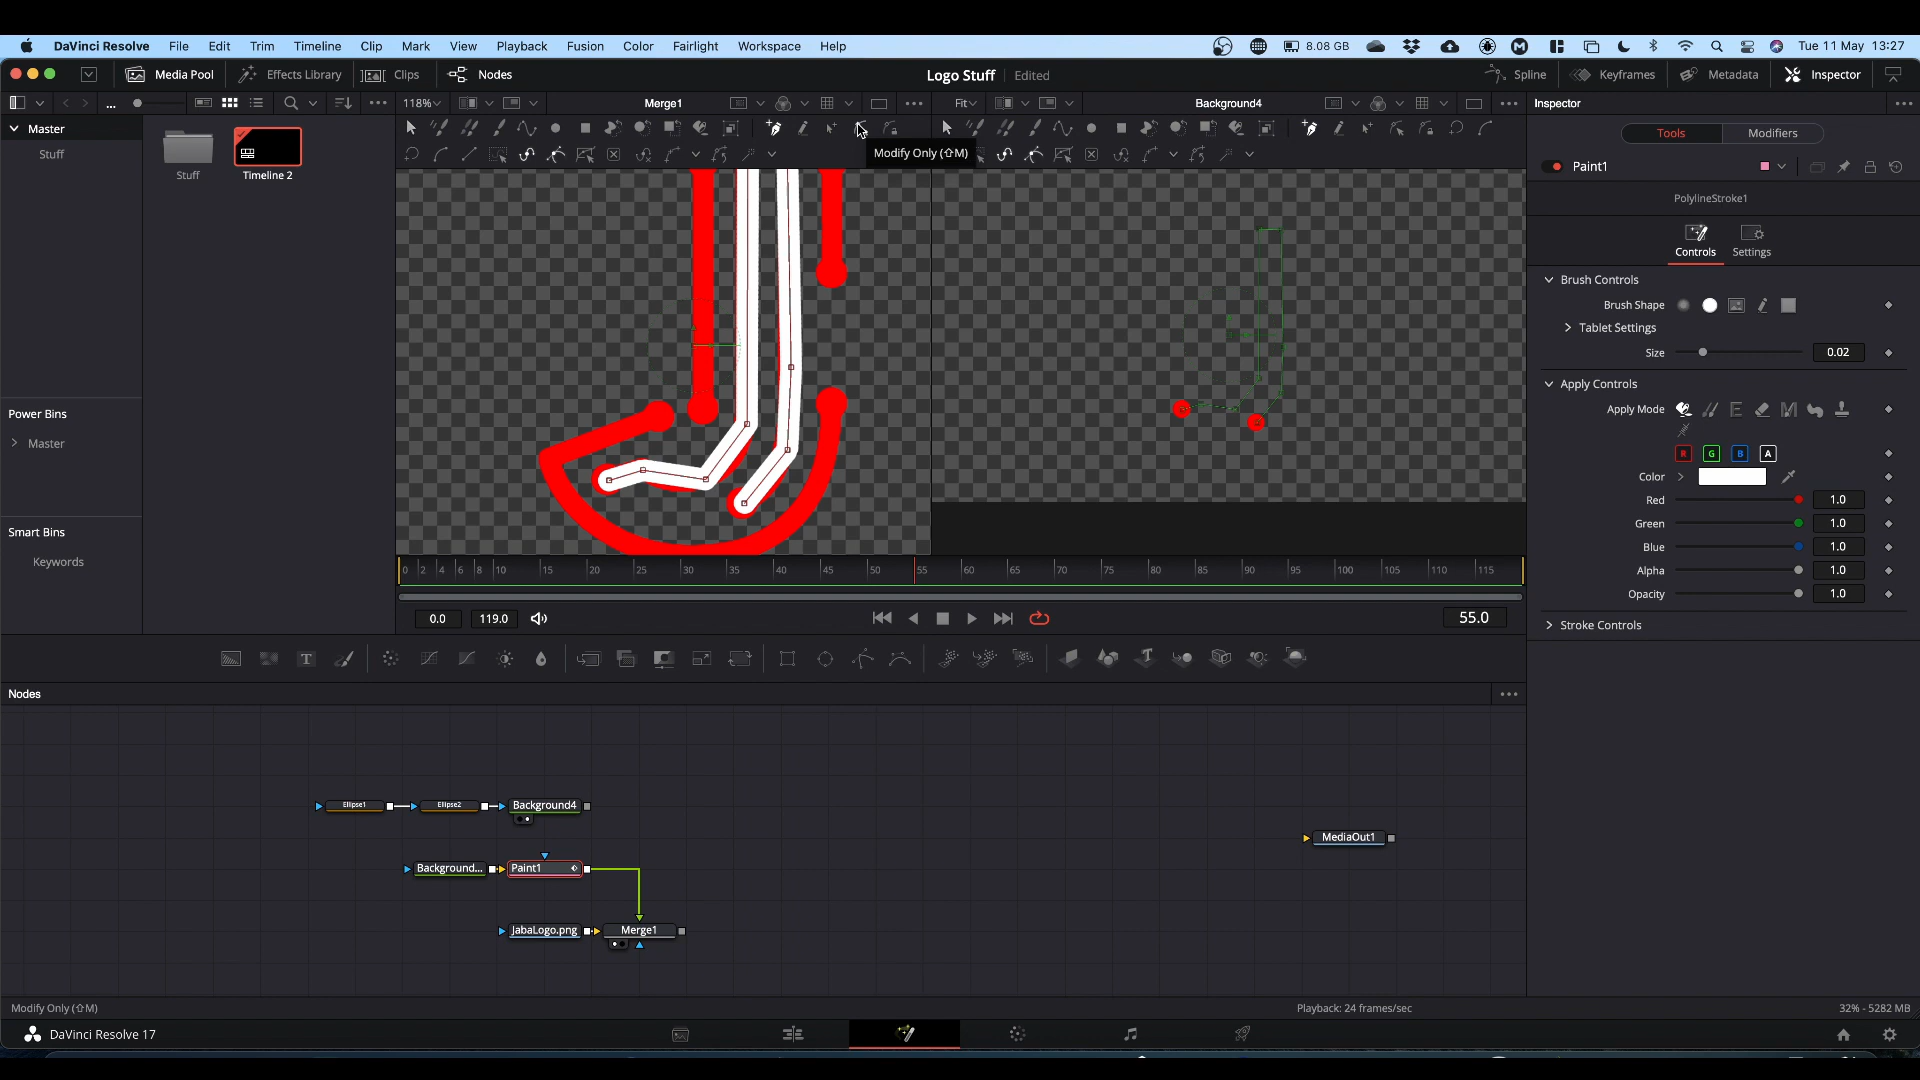 DaVinci Resolve File Edit Trim Timeline Clip Mark View Playback Fusion Color Fairlight Workspace Help 8.08 GB Tue 11 May 13:27
Media Pool Effects Library Clips Nodes Logo Stuff Edited Spline Keyframes Metadata Inspector
... 118% Merge1 Fit Background4 Inspector
Master
Stuff
Stuff Timeline 2
Modify Only (⇧M)
Tools Modifiers
Paint1
PolylineStroke1
Controls Settings
Brush Controls
Brush Shape
Tablet Settings
Size 0.02
Apply Controls
Apply Mode
R G B A
Color
Red 1.0
Green 1.0
Blue 1.0
Alpha 1.0
Opacity 1.0
Stroke Controls
Power Bins
Master
Smart Bins
Keywords
0 2 4 6 8 10 15 20 25 30 35 40 45 50 55 60 65 70 75 80 85 90 95 100 105 110 115
0.0 119.0 55.0
T T
Nodes
Ellipse1 Ellipse2 Background4
MediaOut1
Background... Paint1
JabaLogo.png Merge1
Modify Only (⇧M) Playback: 24 frames/sec 32% - 5282 MB
DaVinci Resolve 17